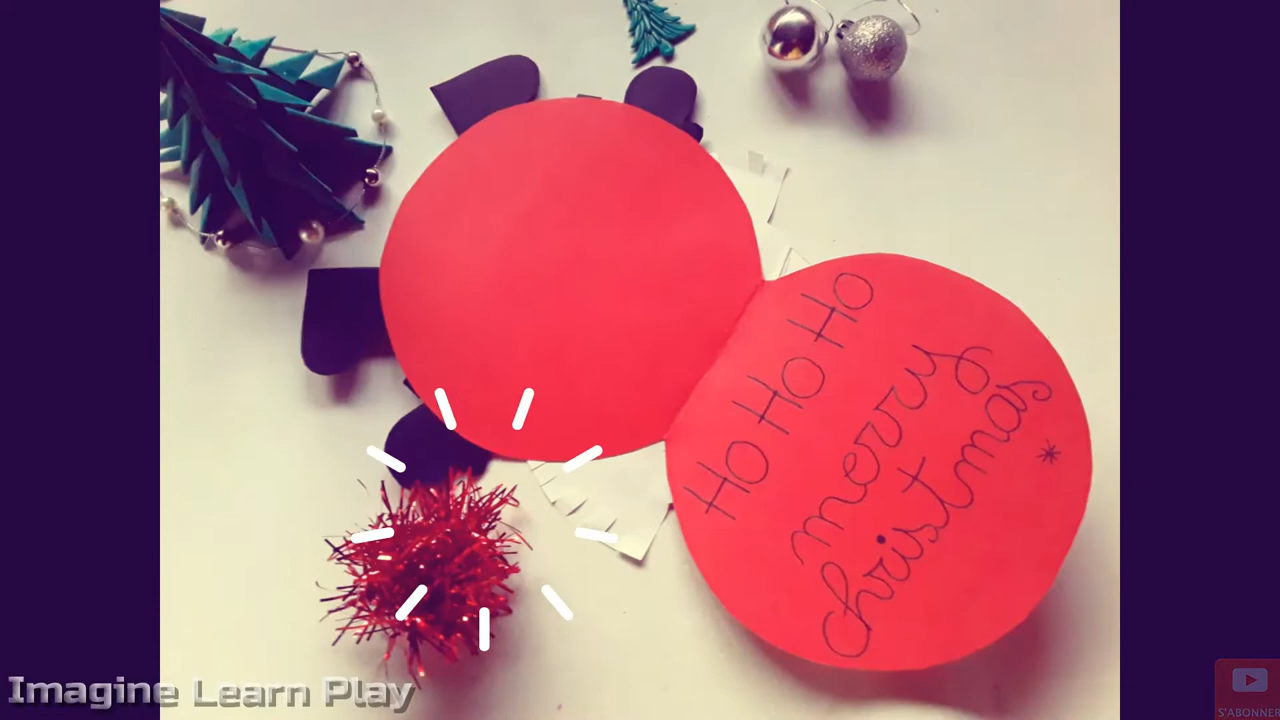 HO HO HO
merry
christmas
Imagine Learn Play
S'ABONNER